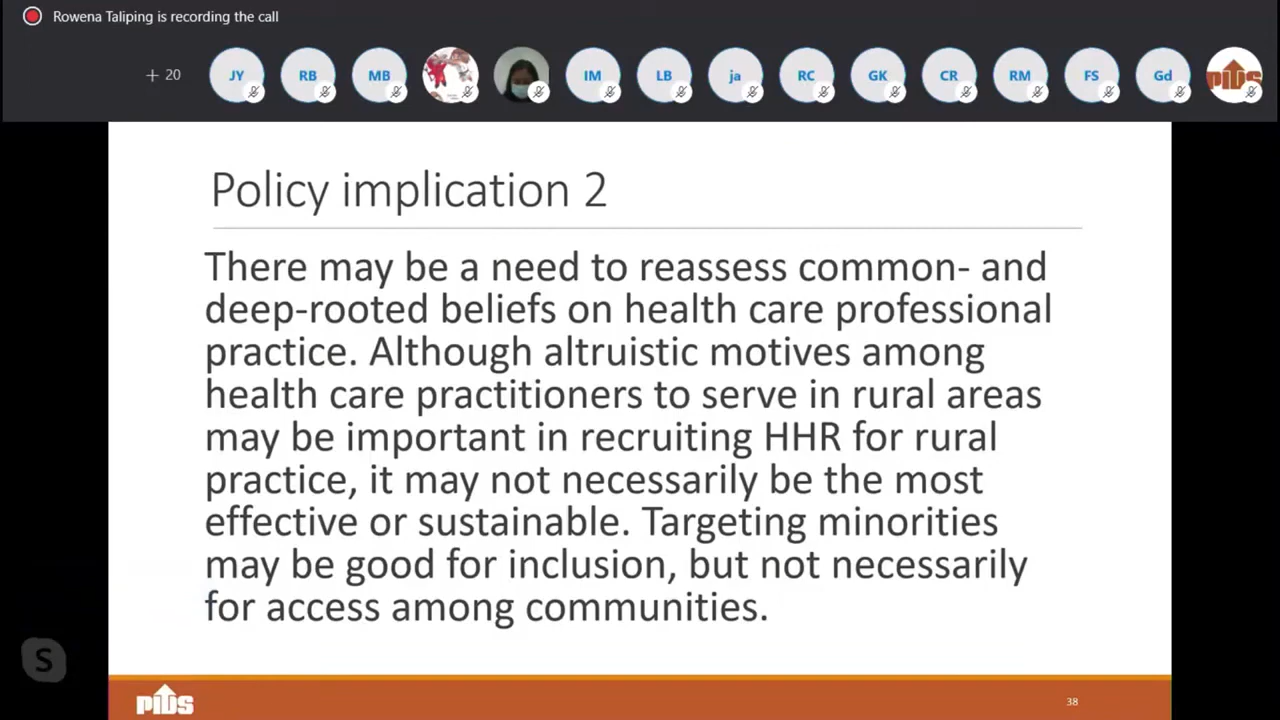 Rowena Taliping is recording the call
+ 20
JY
RB
MB
IM
LB
ja
RC
GK
CR
RM
FS
Gd
PIDS
Policy implication 2
There may be a need to reassess common- and
deep-rooted beliefs on health care professional
practice. Although altruistic motives among
health care practitioners to serve in rural areas
may be important in recruiting HHR for rural
practice, it may not necessarily be the most
effective or sustainable. Targeting minorities
may be good for inclusion, but not necessarily
for access among communities.
S
PIDS
38